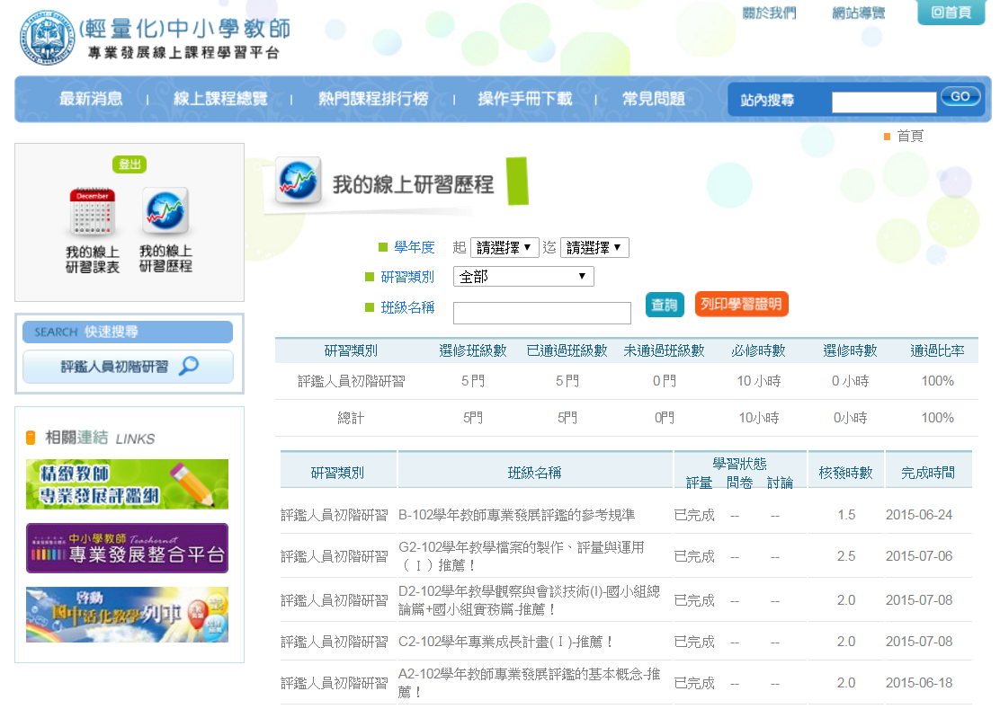 (輕量化)中小學教師
專業發展線上課程學習平台
關於我們 網站導覽 回首頁
最新消息 | 線上課程總覽 | 熱門課程排行榜 | 操作手冊下載 | 常見問題 站內搜尋 GO
首頁
登出
December
我的線上研習課表
我的線上研習歷程
SEARCH 快速搜尋
評鑑人員初階研習
相關連結 LINKS
精緻教師
專業發展評鑑網
中小學教師 Teachernet
專業發展整合平台
啓動
國中活化教學列車
我的線上研習歷程
學年度 起 請選擇 迄 請選擇
研習類別 全部
班級名稱 查詢 列印學習證明
研習類別 選修班級數 已通過班級數 未通過班級數 必修時數 選修時數 通過比率
評鑑人員初階研習 5 門 5 門 0 門 10 小時 0 小時 100%
總計 5門 5門 0門 10小時 0小時 100%
研習類別 班級名稱 學習狀態 核發時數 完成時間
評量 問卷 討論
評鑑人員初階研習 B-102學年教師專業發展評鑑的參考規準 已完成 -- -- 1.5 2015-06-24
評鑑人員初階研習 G2-102學年教學檔案的製作、評量與運用
（Ⅰ）推薦！ 已完成 -- -- 2.5 2015-07-06
評鑑人員初階研習 D2-102學年教學觀察與會談技術(I)-國小組總
論篇+國小組實務篇-推薦！ 已完成 -- -- 2.0 2015-07-08
評鑑人員初階研習 C2-102學年專業成長計畫(Ⅰ)-推薦！ 已完成 -- -- 2.0 2015-07-08
評鑑人員初階研習 A2-102學年教師專業發展評鑑的基本概念-推
薦！ 已完成 -- -- 2.0 2015-06-18